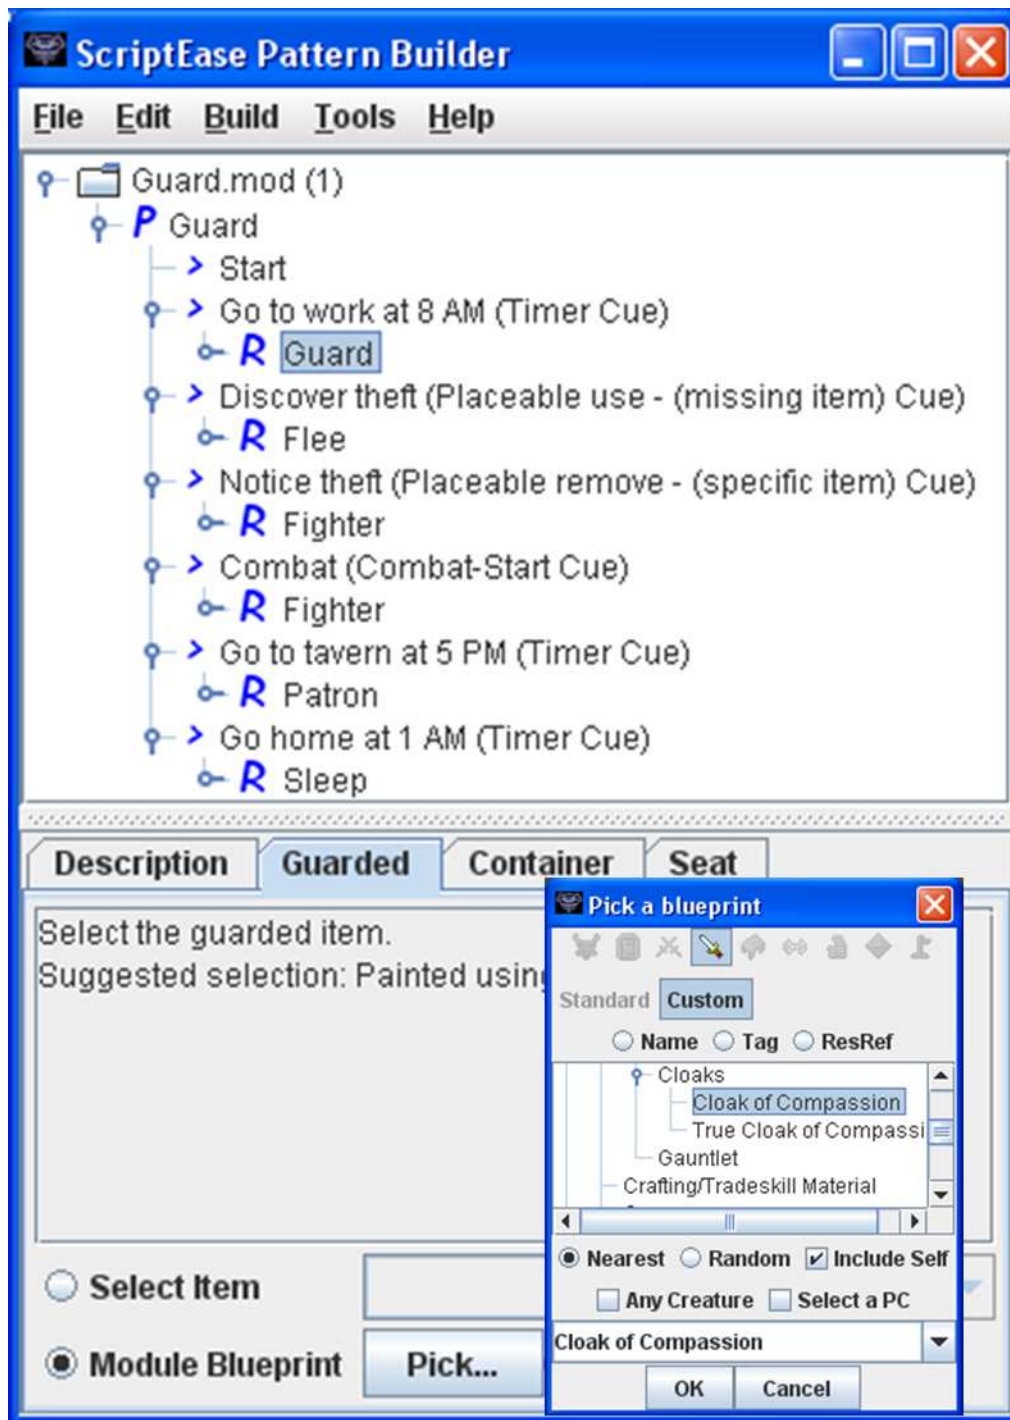 ScriptEase Pattern Builder
File Edit Build Tools Help
Guard.mod (1)
P Guard
> Start
> Go to work at 8 AM (Timer Cue)
R Guard
> Discover theft (Placeable use - (missing item) Cue)
R Flee
> Notice theft (Placeable remove - (specific item) Cue)
R Fighter
> Combat (Combat-Start Cue)
R Fighter
> Go to tavern at 5 PM (Timer Cue)
R Patron
> Go home at 1 AM (Timer Cue)
R Sleep
Description Guarded Container Seat
Select the guarded item.
Suggested selection: Painted using
Select Item
Module Blueprint Pick...
Pick a blueprint
Standard Custom
Name Tag ResRef
Cloaks
Cloak of Compassion
True Cloak of Compassi
Gauntlet
Crafting/Tradeskill Material
Nearest Random Include Self
Any Creature Select a PC
Cloak of Compassion
OK Cancel